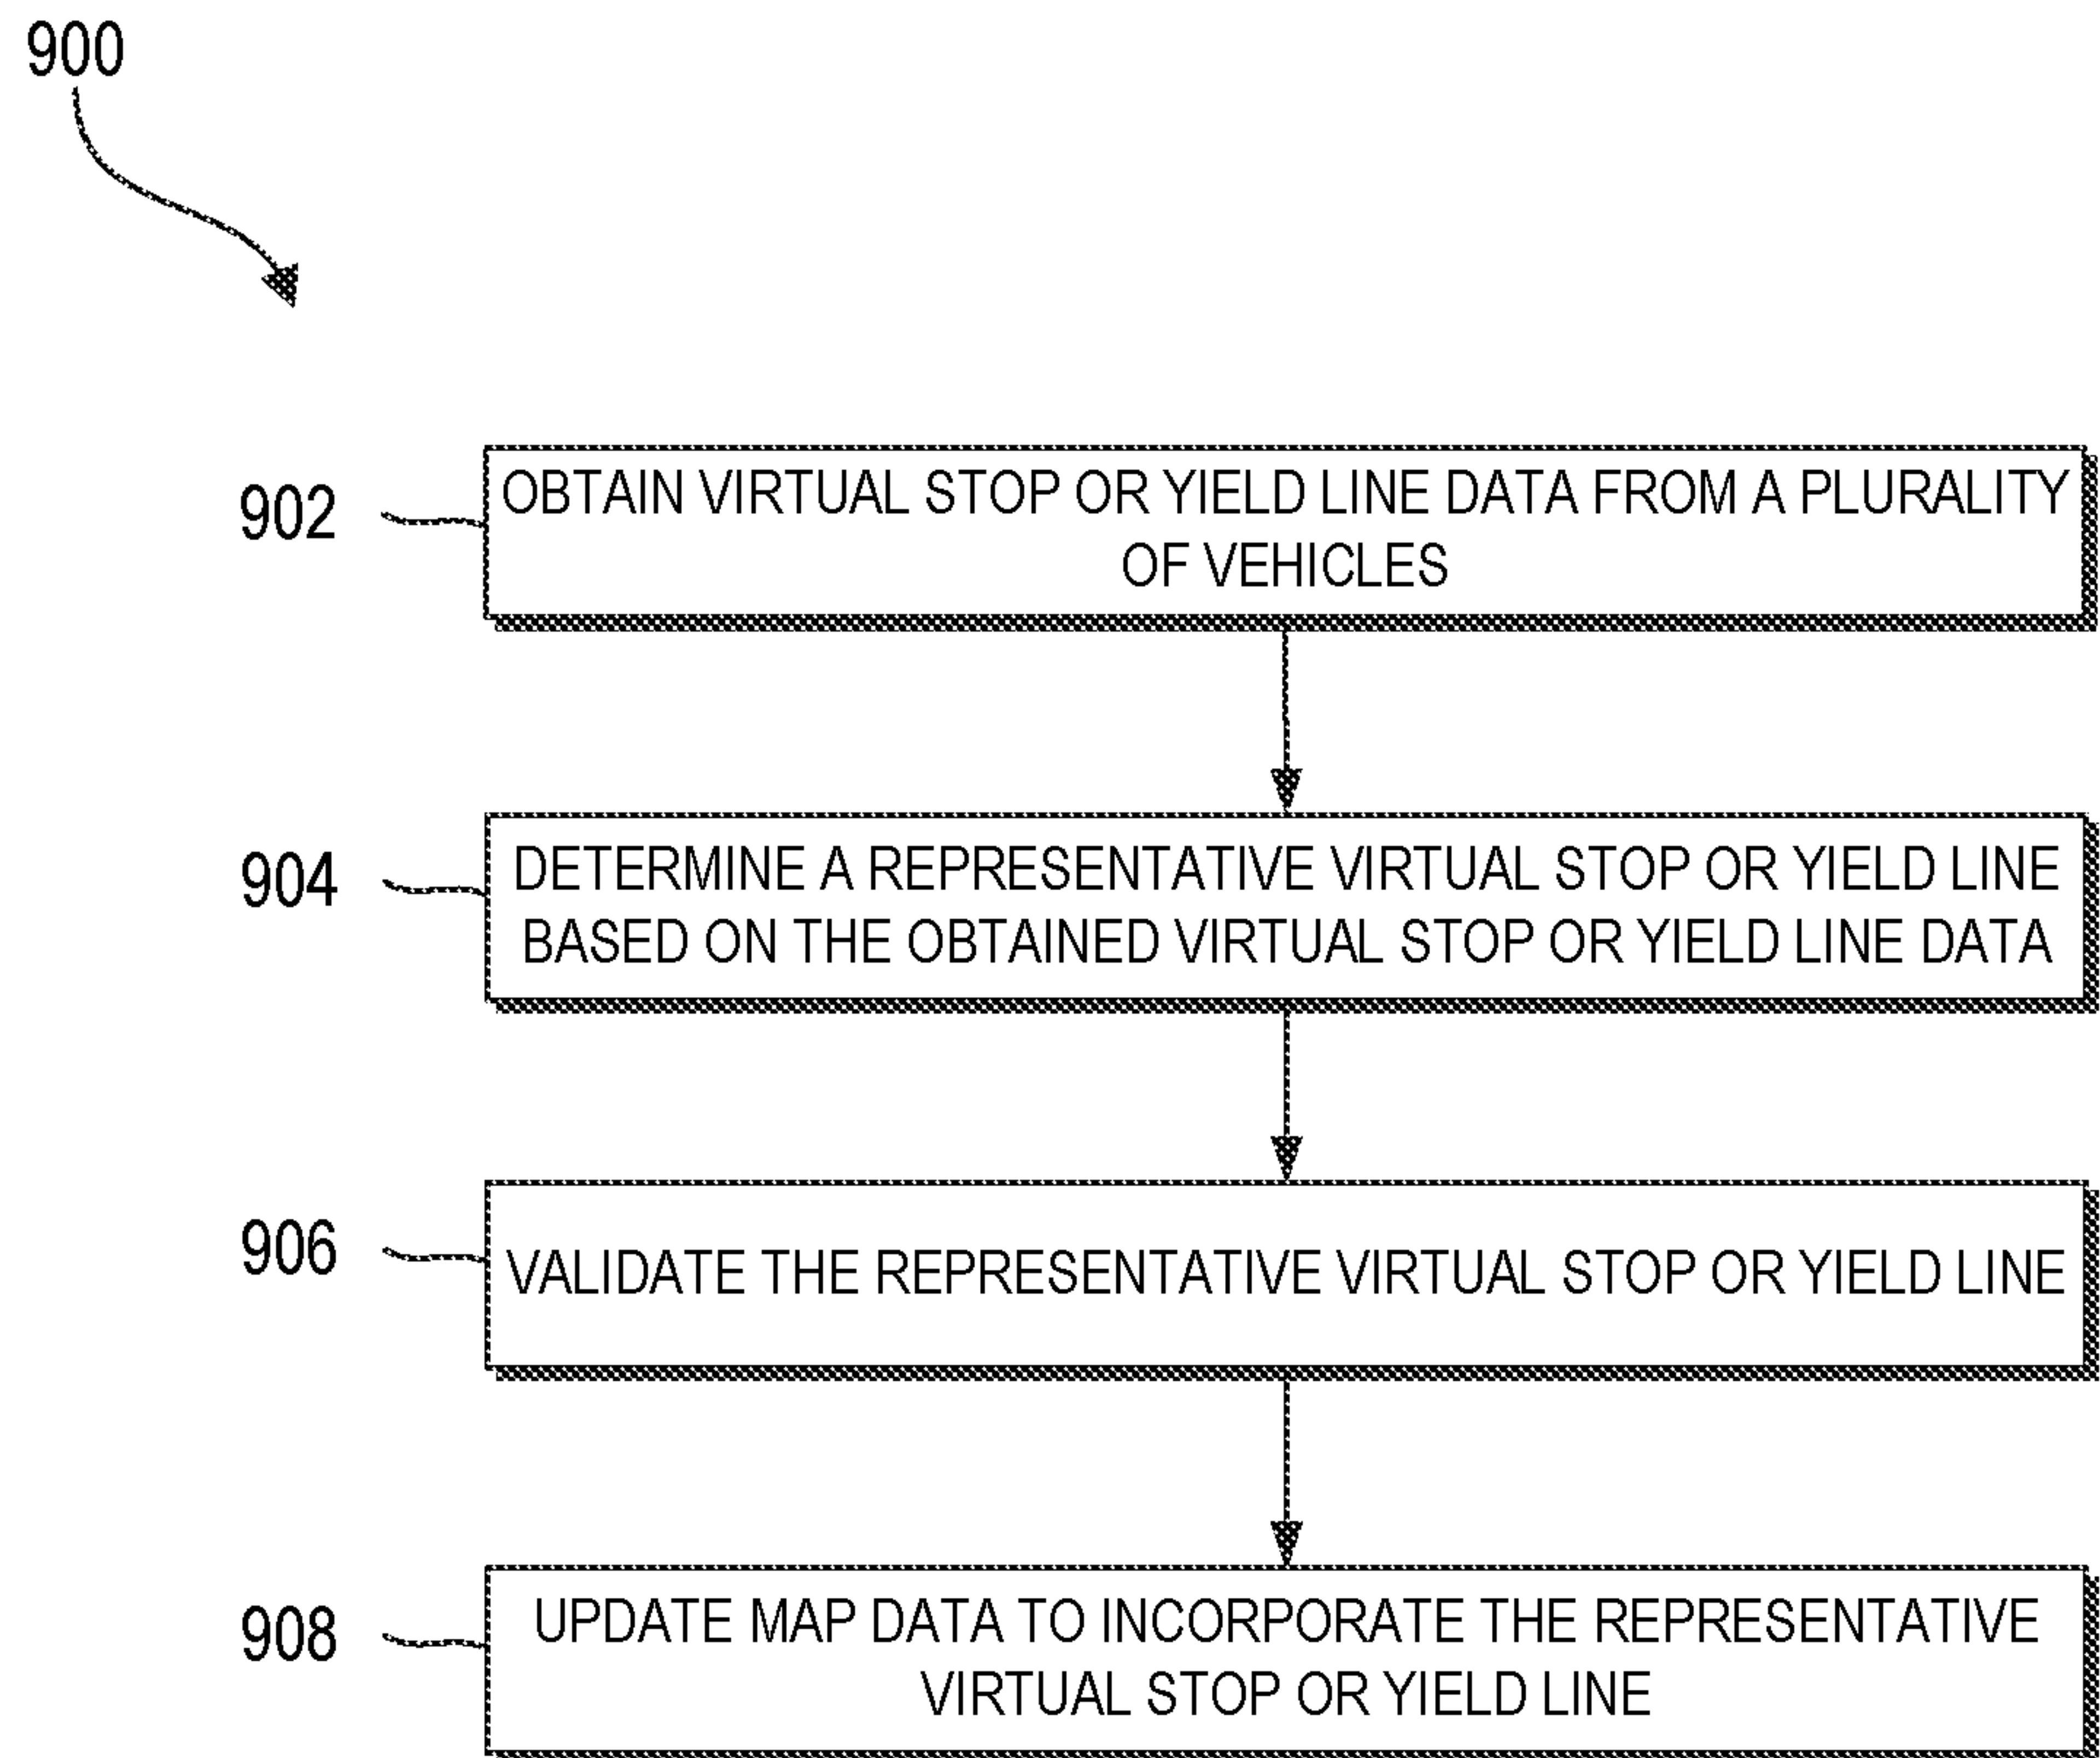 900
902
OBTAIN VIRTUAL STOP OR YIELD LINE DATA FROM A PLURALITY
OF VEHICLES
904
DETERMINE A REPRESENTATIVE VIRTUAL STOP OR YIELD LINE
BASED ON THE OBTAINED VIRTUAL STOP OR YIELD LINE DATA
906
VALIDATE THE REPRESENTATIVE VIRTUAL STOP OR YIELD LINE
908
UPDATE MAP DATA TO INCORPORATE THE REPRESENTATIVE
VIRTUAL STOP OR YIELD LINE